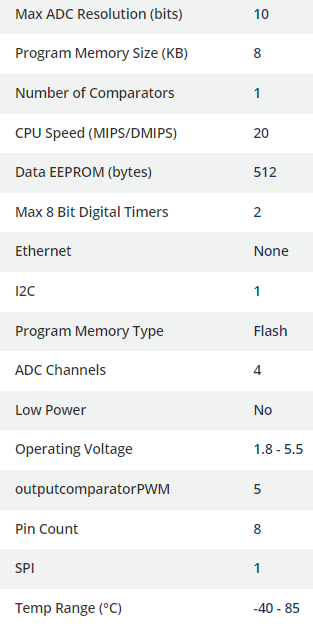 Max ADC Resolution (bits) 10
Program Memory Size (KB) 8
Number of Comparators 1
CPU Speed (MIPS/DMIPS) 20
Data EEPROM (bytes) 512
Max 8 Bit Digital Timers 2
Ethernet None
I2C 1
Program Memory Type Flash
ADC Channels 4
Low Power No
Operating Voltage 1.8 - 5.5
outputcomparatorPWM 5
Pin Count 8
SPI 1
Temp Range (°C) -40 - 85